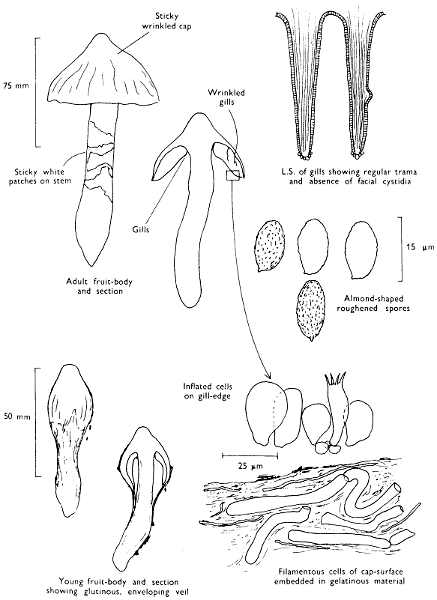 Sticky
wrinkled cap
75 mm
Wrinkled
gills
Sticky white
patches on stem
Gills
L.S. of gills showing regular trama
and absence of facial cystidia
Adult fruit-body
and section
15 µm
Almond-shaped
roughened spores
Inflated cells
on gill-edge
50 mm
25 µm
Young fruit-body and section
showing glutinous, enveloping veil
Filamentous cells of cap-surface
embedded in gelatinous material